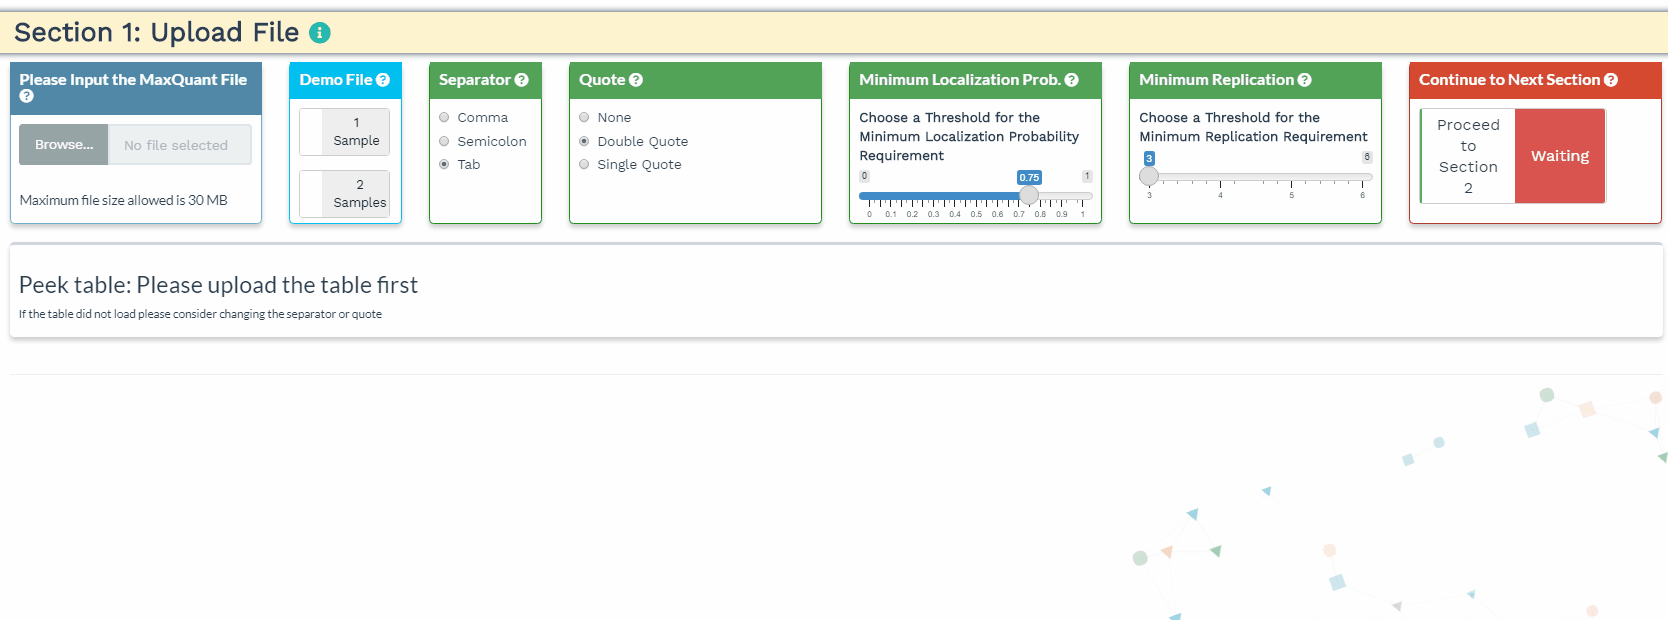 Section 1: Upload File
Please Input the MaxQuant File
Browse...
No file selected
Maximum file size allowed is 30 MB
Demo File
1
Sample
2
Samples
Separator
Comma
Semicolon
Tab
Quote
None
Double Quote
Single Quote
Minimum Localization Prob.
Choose a Threshold for the
Minimum Localization Probability
Requirement
0 0.75 1
0 0.1 0.2 0.3 0.4 0.5 0.6 0.7 0.8 0.9 1
Minimum Replication
Choose a Threshold for the
Minimum Replication Requirement
3 6
3 4 5 6
Continue to Next Section
Proceed
to
Section
2
Waiting
Peek table: Please upload the table first
If the table did not load please consider changing the separator or quote